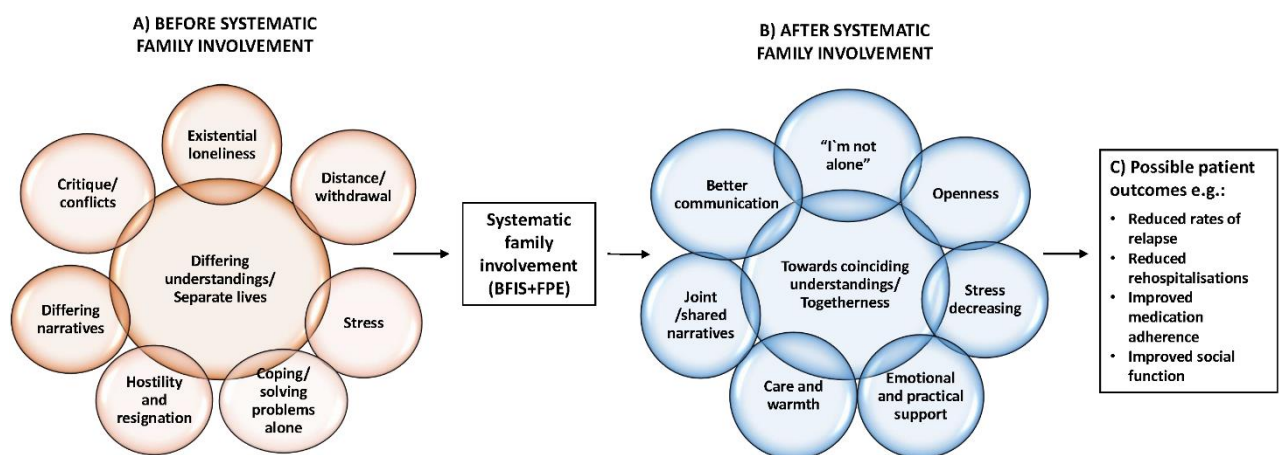 A) BEFORE SYSTEMATIC
FAMILY INVOLVEMENT
Existential
loneliness
Critique/
conflicts
Distance/
withdrawal
Differing
understandings/
Separate lives
Differing
narratives
Stress
Hostility
and
resignation
Coping/
solving
problems
alone
Systematic
family
involvement
(BFIS+FPE)
B) AFTER SYSTEMATIC
FAMILY INVOLVEMENT
“I`m not
alone”
Better
communication
Openness
Towards coinciding
understandings/
Togetherness
Joint
/shared
narratives
Stress
decreasing
Care and
warmth
Emotional
and practical
support
C) Possible patient
outcomes e.g.:
• Reduced rates of
relapse
• Reduced
rehospitalisations
• Improved
medication
adherence
• Improved social
function